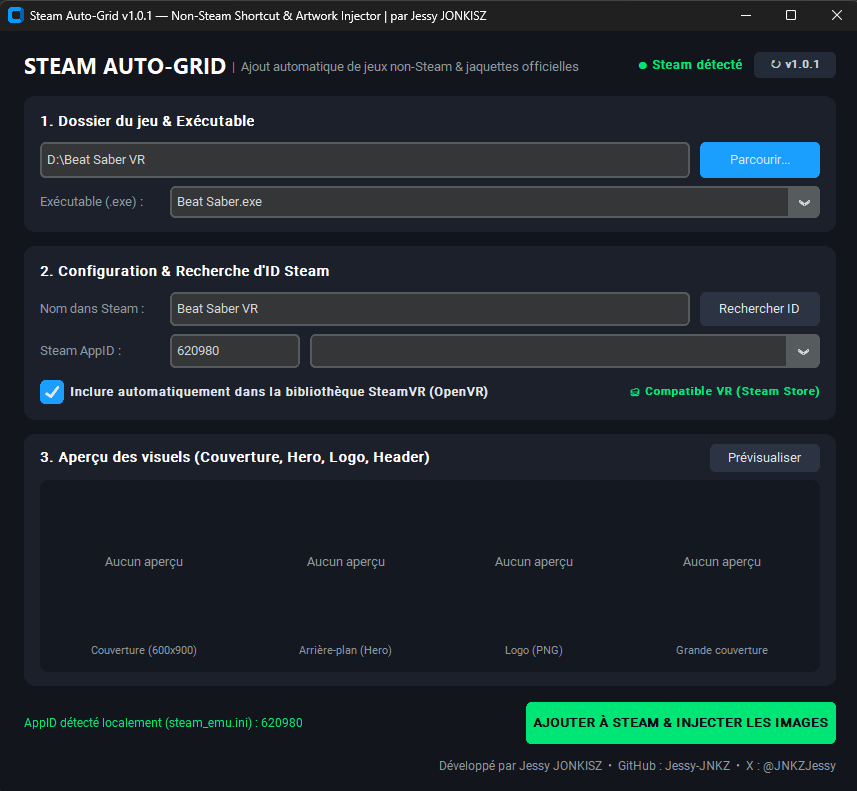 Steam Auto-Grid v1.0.1 — Non-Steam Shortcut & Artwork Injector | par Jessy JONKISZ
STEAM AUTO-GRID | Ajout automatique de jeux non-Steam & jaquettes officielles
● Steam détecté
↻ v1.0.1
1. Dossier du jeu & Exécutable
D:\Beat Saber VR
Parcourir...
Exécutable (.exe) :
Beat Saber.exe
2. Configuration & Recherche d'ID Steam
Nom dans Steam :
Beat Saber VR
Rechercher ID
Steam AppID :
620980
Inclure automatiquement dans la bibliothèque SteamVR (OpenVR)
Compatible VR (Steam Store)
3. Aperçu des visuels (Couverture, Hero, Logo, Header)
Prévisualiser
Aucun aperçu
Aucun aperçu
Aucun aperçu
Aucun aperçu
Couverture (600x900)
Arrière-plan (Hero)
Logo (PNG)
Grande couverture
AppID détecté localement (steam_emu.ini) : 620980
AJOUTER À STEAM & INJECTER LES IMAGES
Développé par Jessy JONKISZ • GitHub : Jessy-JNKZ • X : @JNKZJessy